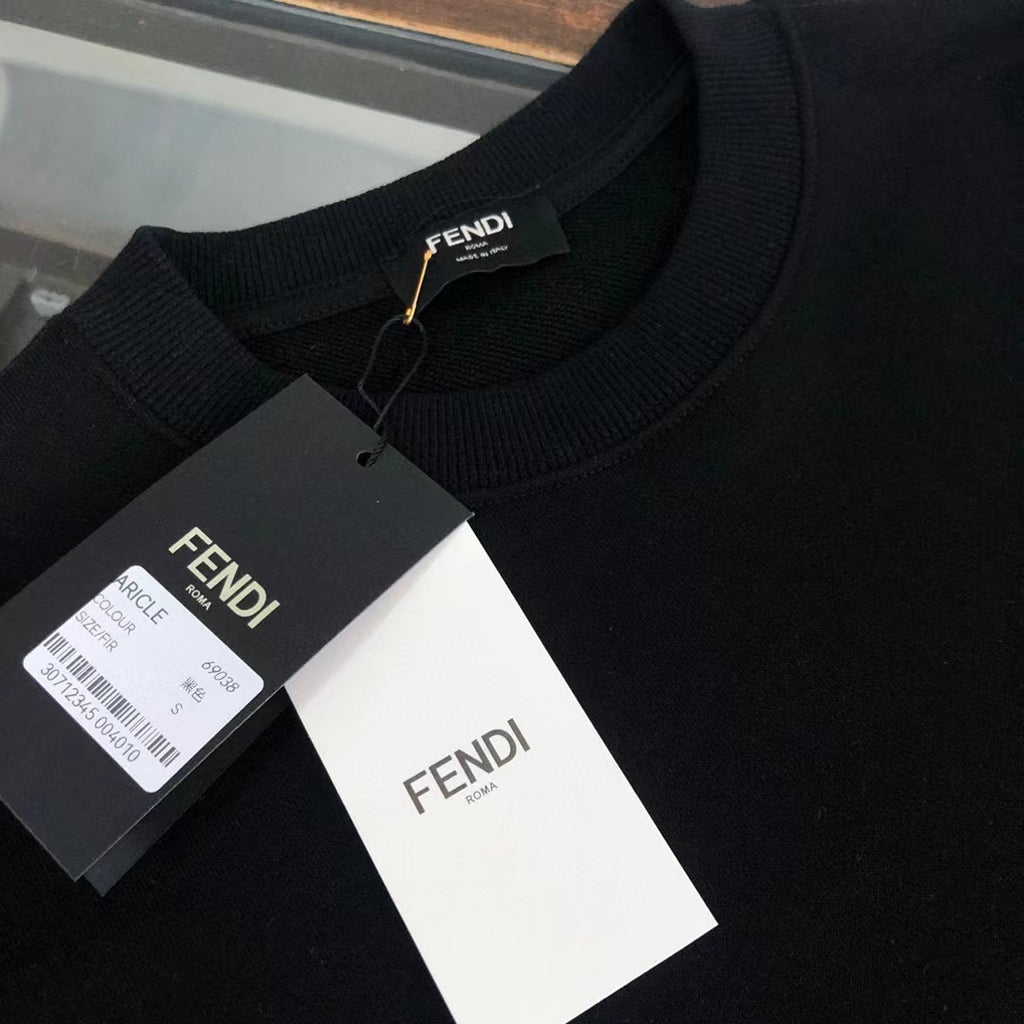 FENDI
ROMA
MADE IN ITALY
FENDI
ROMA
ARICLE 69038
COLOUR 黑色
SIZE/FIR S
30712345 004010
FENDI
ROMA